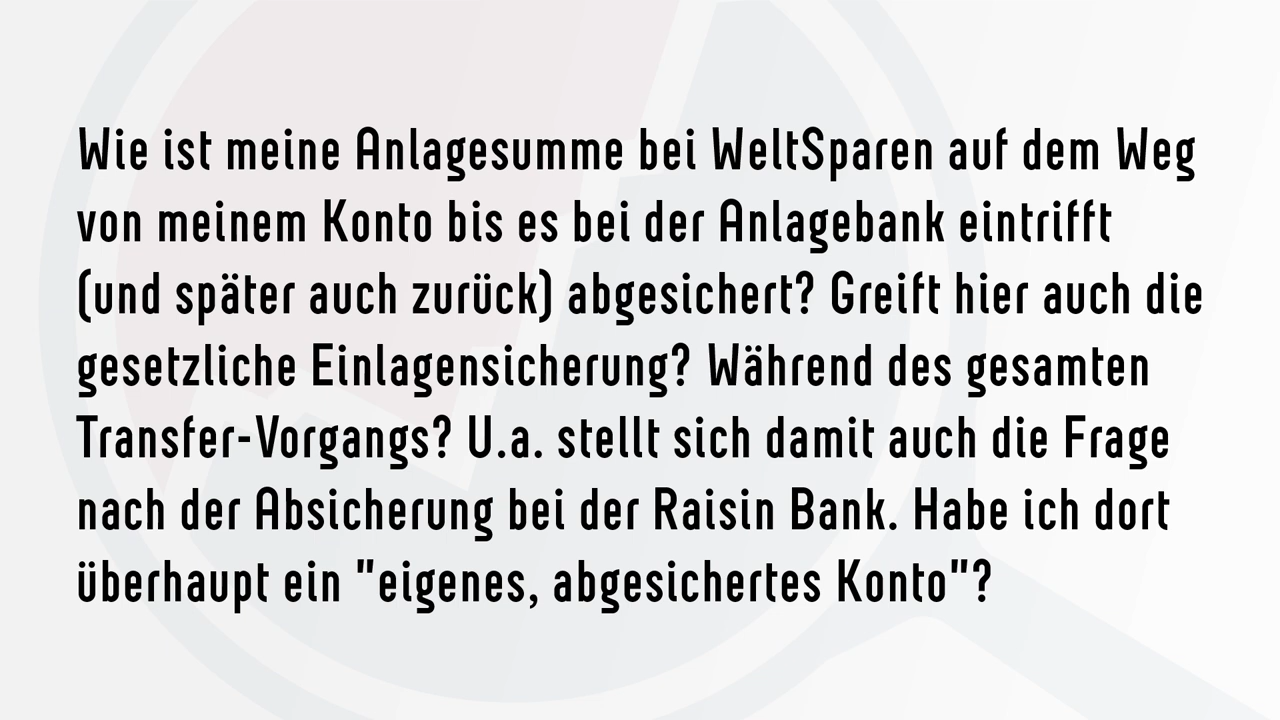 Wie ist meine Anlagesumme bei WeltSparen auf dem Weg
von meinem Konto bis es bei der Anlagebank eintrifft
(und später auch zurück) abgesichert? Greift hier auch die
gesetzliche Einlagensicherung? Während des gesamten
Transfer-Vorgangs? U.a. stellt sich damit auch die Frage
nach der Absicherung bei der Raisin Bank. Habe ich dort
überhaupt ein "eigenes, abgesichertes Konto"?